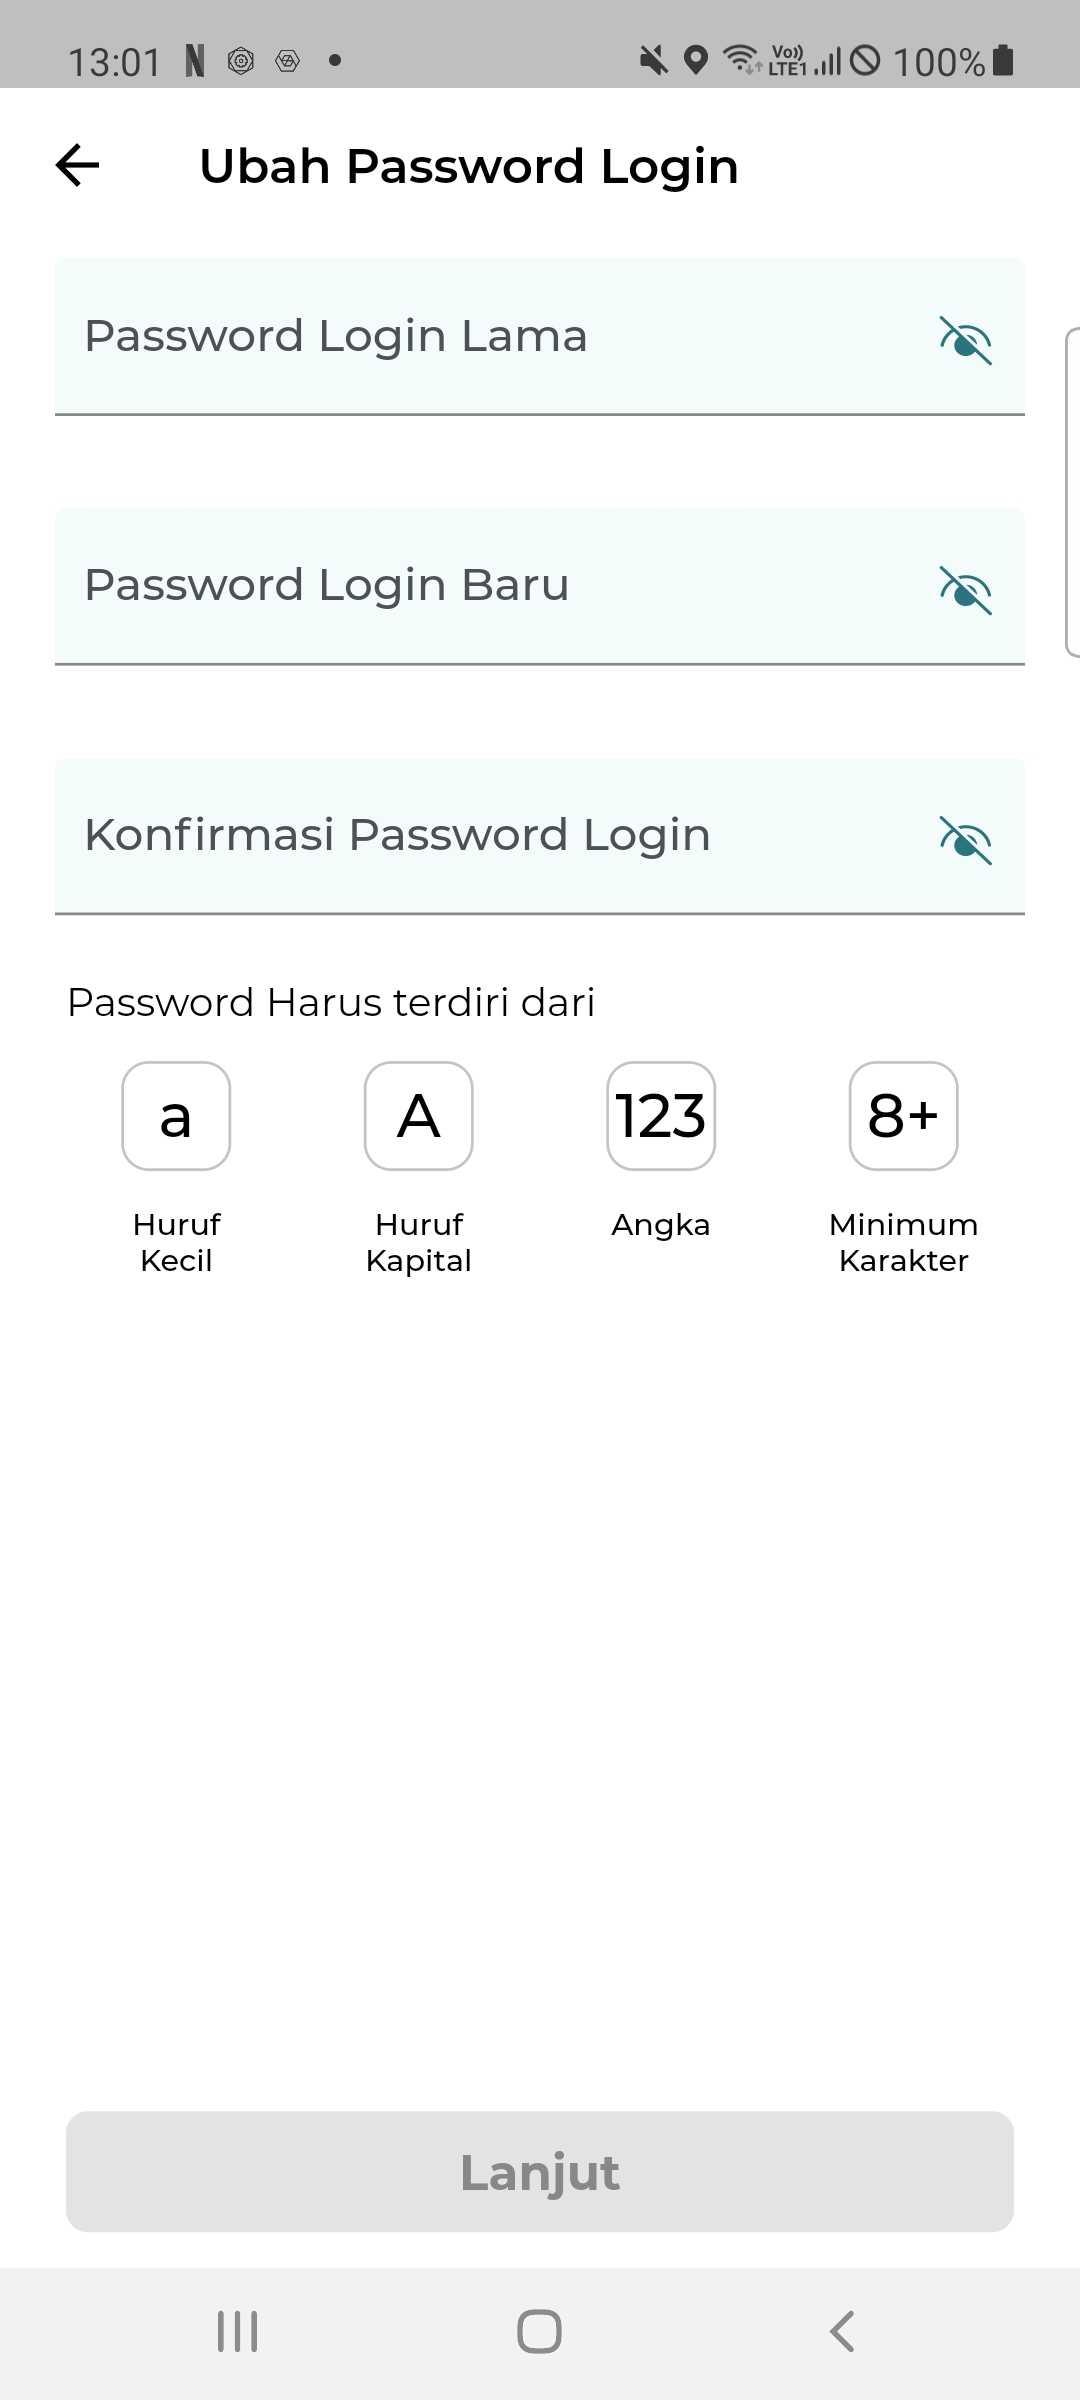 13:01 N Vo)) LTE1 100%
Ubah Password Login
Password Login Lama
Password Login Baru
Konfirmasi Password Login
Password Harus terdiri dari
a A 123 8+
Huruf Kecil
Huruf Kapital
Angka
Minimum Karakter
Lanjut